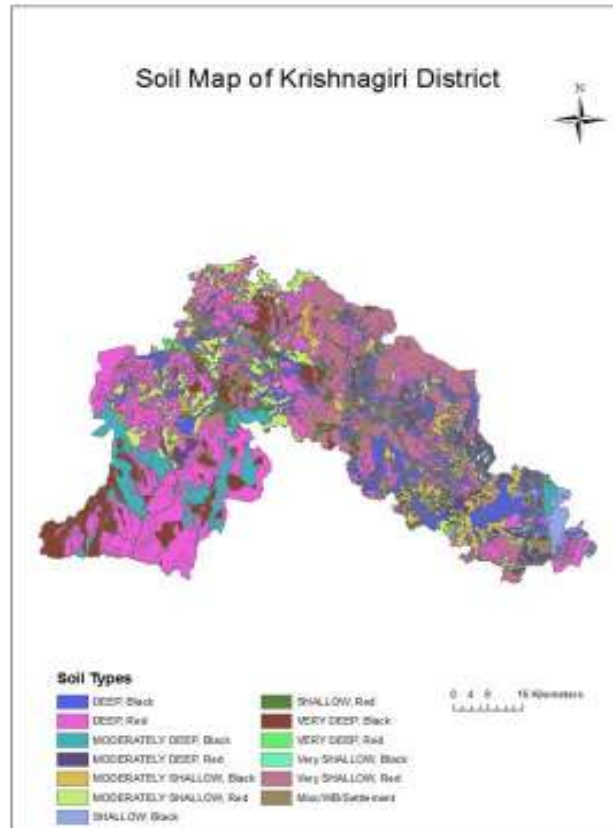 Soil Map of Krishnagiri District
N
Soil Types
DEEP, Black
DEEP, Red
MODERATELY DEEP, Black
MODERATELY DEEP, Red
MODERATELY SHALLOW, Black
MODERATELY SHALLOW, Red
SHALLOW, Black
SHALLOW, Red
VERY DEEP, Black
VERY DEEP, Red
Very SHALLOW, Black
Very SHALLOW, Red
Misc/WB/Settlement
0 4 8 16 Kilometers